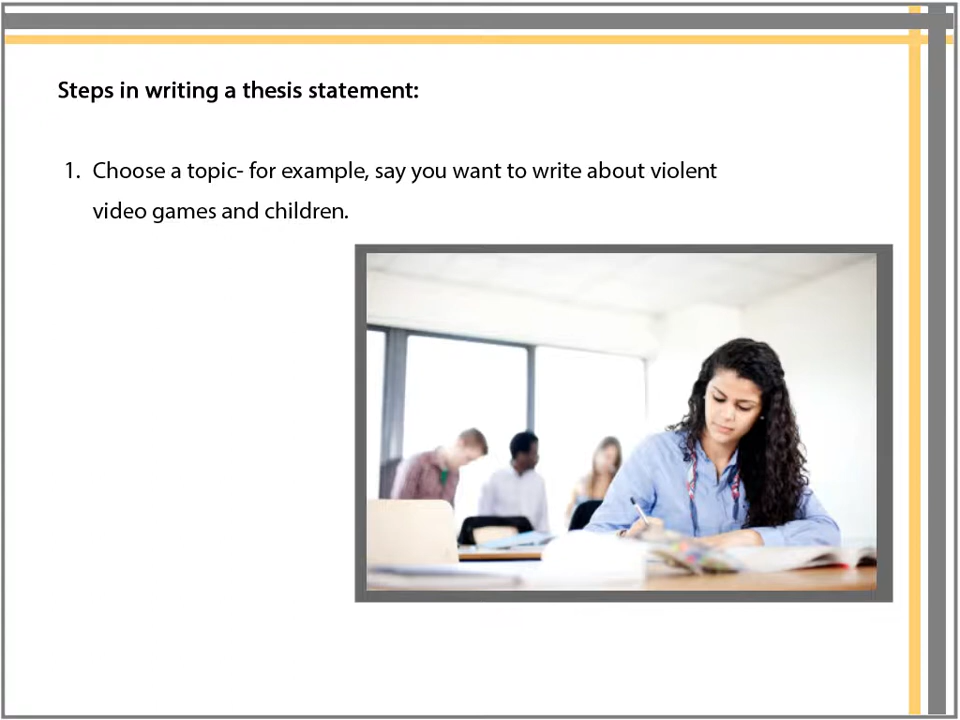 Steps in writing a thesis statement:
1. Choose a topic- for example, say you want to write about violent
video games and children.